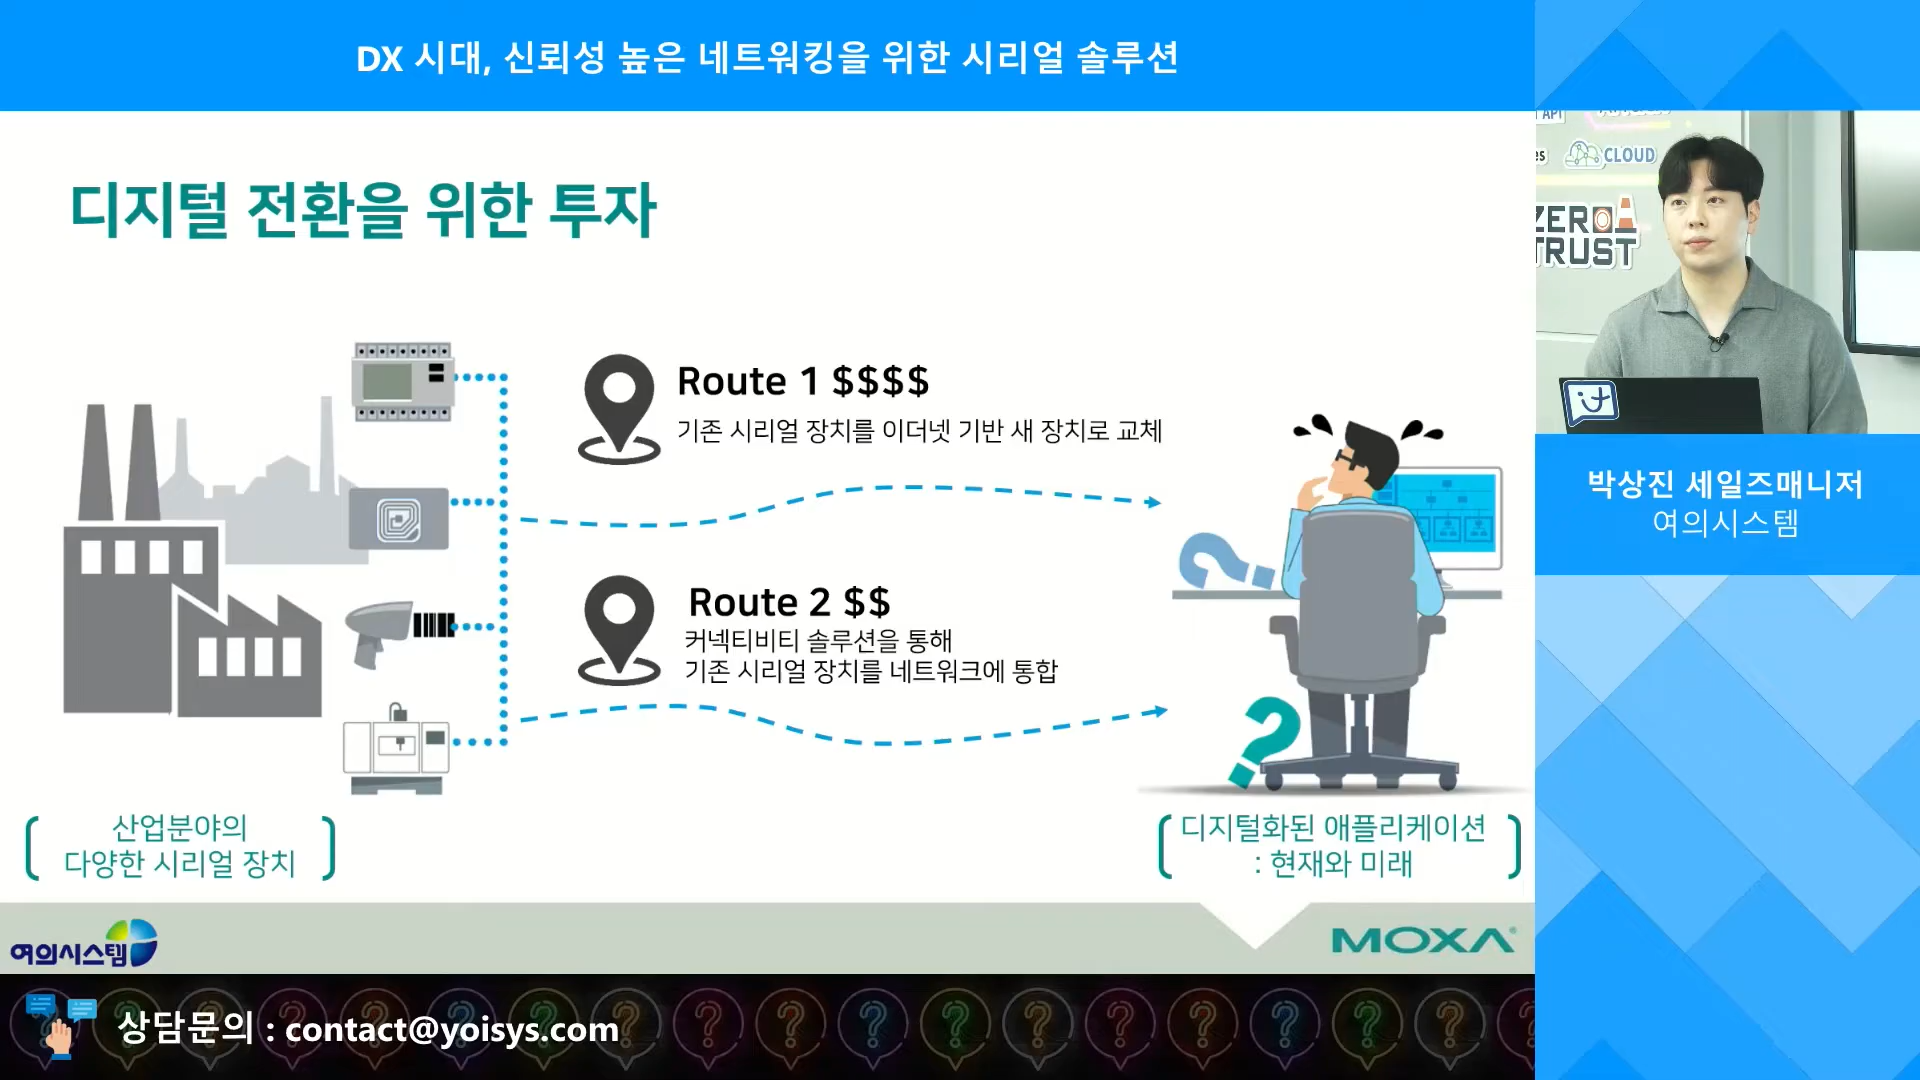 DX 시대, 신뢰성 높은 네트워킹을 위한 시리얼 솔루션
디지털 전환을 위한 투자
Route 1 $$$$
기존 시리얼 장치를 이더넷 기반 새 장치로 교체
Route 2 $$
커넥티비티 솔루션을 통해
기존 시리얼 장치를 네트워크에 통합
산업분야의
다양한 시리얼 장치
디지털화된 애플리케이션
: 현재와 미래
여의시스템
MOXA
상담문의 : contact@yoisys.com
API
CLOUD
ZERO
TRUST
it
박상진 세일즈매니저
여의시스템